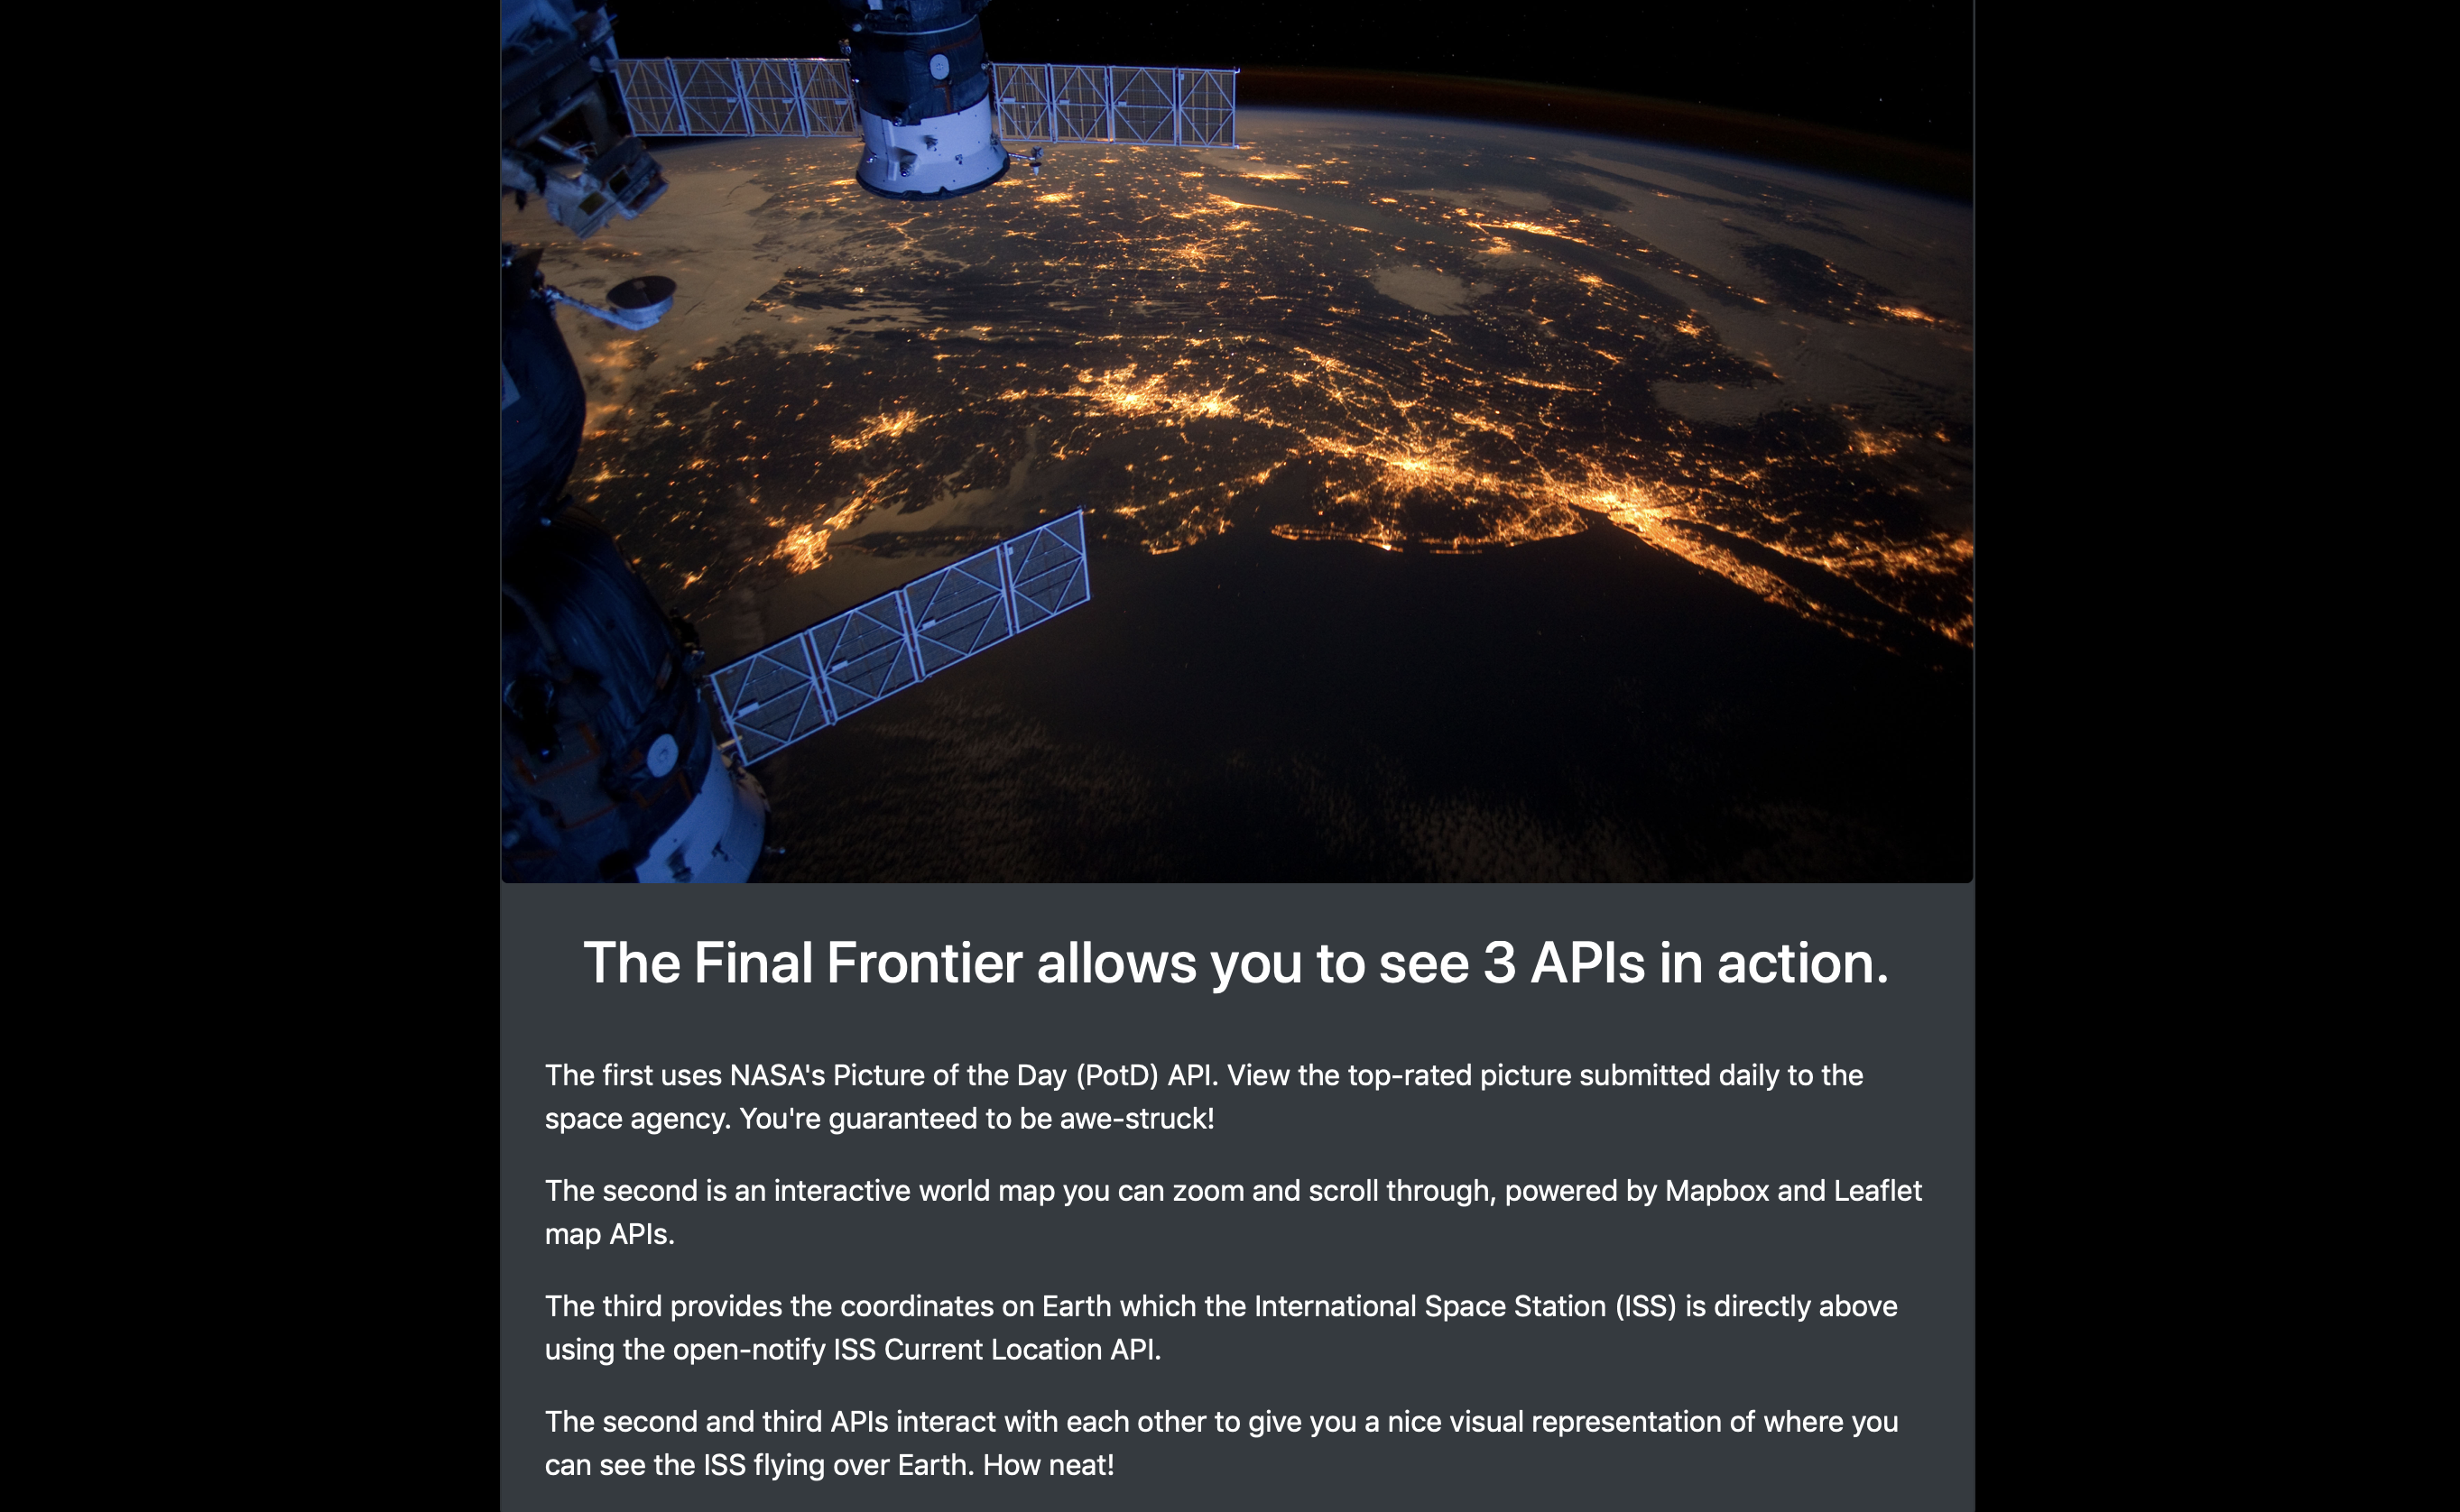 The Final Frontier allows you to see 3 APIs in action.
The first uses NASA's Picture of the Day (PotD) API. View the top-rated picture submitted daily to the
space agency. You're guaranteed to be awe-struck!
The second is an interactive world map you can zoom and scroll through, powered by Mapbox and Leaflet
map APIs.
The third provides the coordinates on Earth which the International Space Station (ISS) is directly above
using the open-notify ISS Current Location API.
The second and third APIs interact with each other to give you a nice visual representation of where you
can see the ISS flying over Earth. How neat!